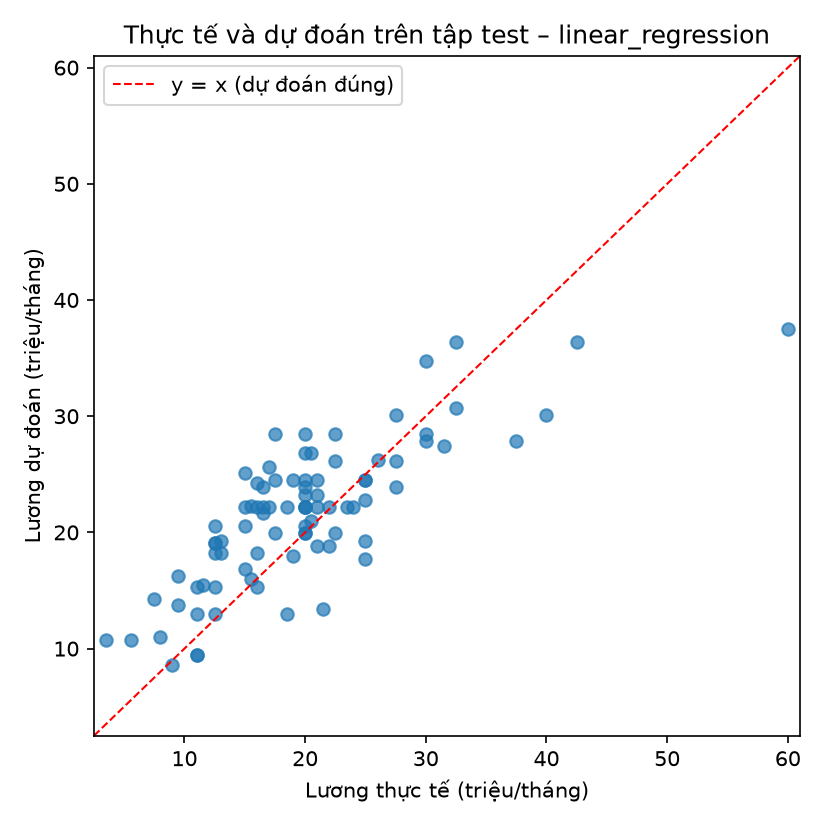 Thực tế và dự đoán trên tập test – linear_regression
y = x (dự đoán đúng)
Lương dự đoán (triệu/tháng)
60
50
40
30
20
10
10 20 30 40 50 60
Lương thực tế (triệu/tháng)